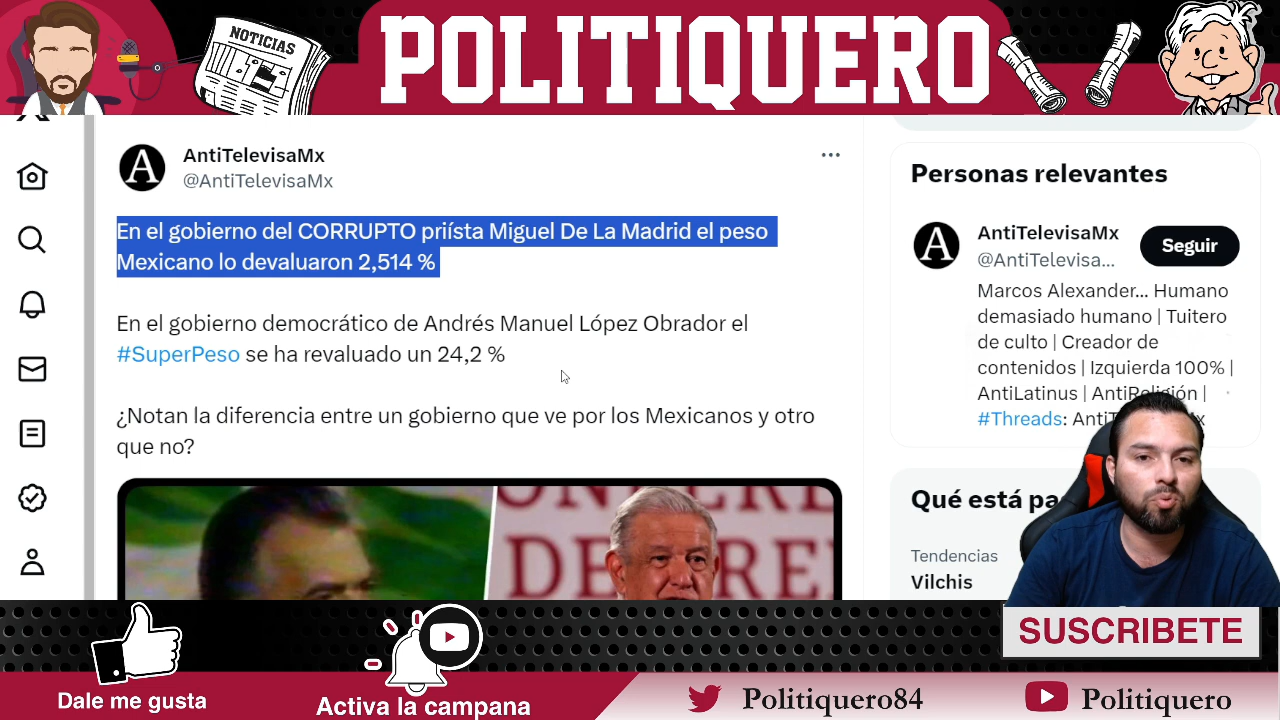 NOTICIAS
POLITIQUERO
AntiTelevisaMx
@AntiTelevisaMx
En el gobierno del CORRUPTO priísta Miguel De La Madrid el peso
Mexicano lo devaluaron 2,514 %
En el gobierno democrático de Andrés Manuel López Obrador el
#SuperPeso se ha revaluado un 24,2 %
¿Notan la diferencia entre un gobierno que ve por los Mexicanos y otro
que no?
Personas relevantes
AntiTelevisaMx
@AntiTelevisa...
Seguir
Marcos Alexander... Humano
demasiado humano | Tuitero
de culto | Creador de
contenidos | Izquierda 100% |
AntiLatinus | AntiReligión |
#Threads:
Qué está
Tendencias
Vilchis
SUSCRIBETE
Dale me gusta
Activa la campana
Politiquero84
Politiquero